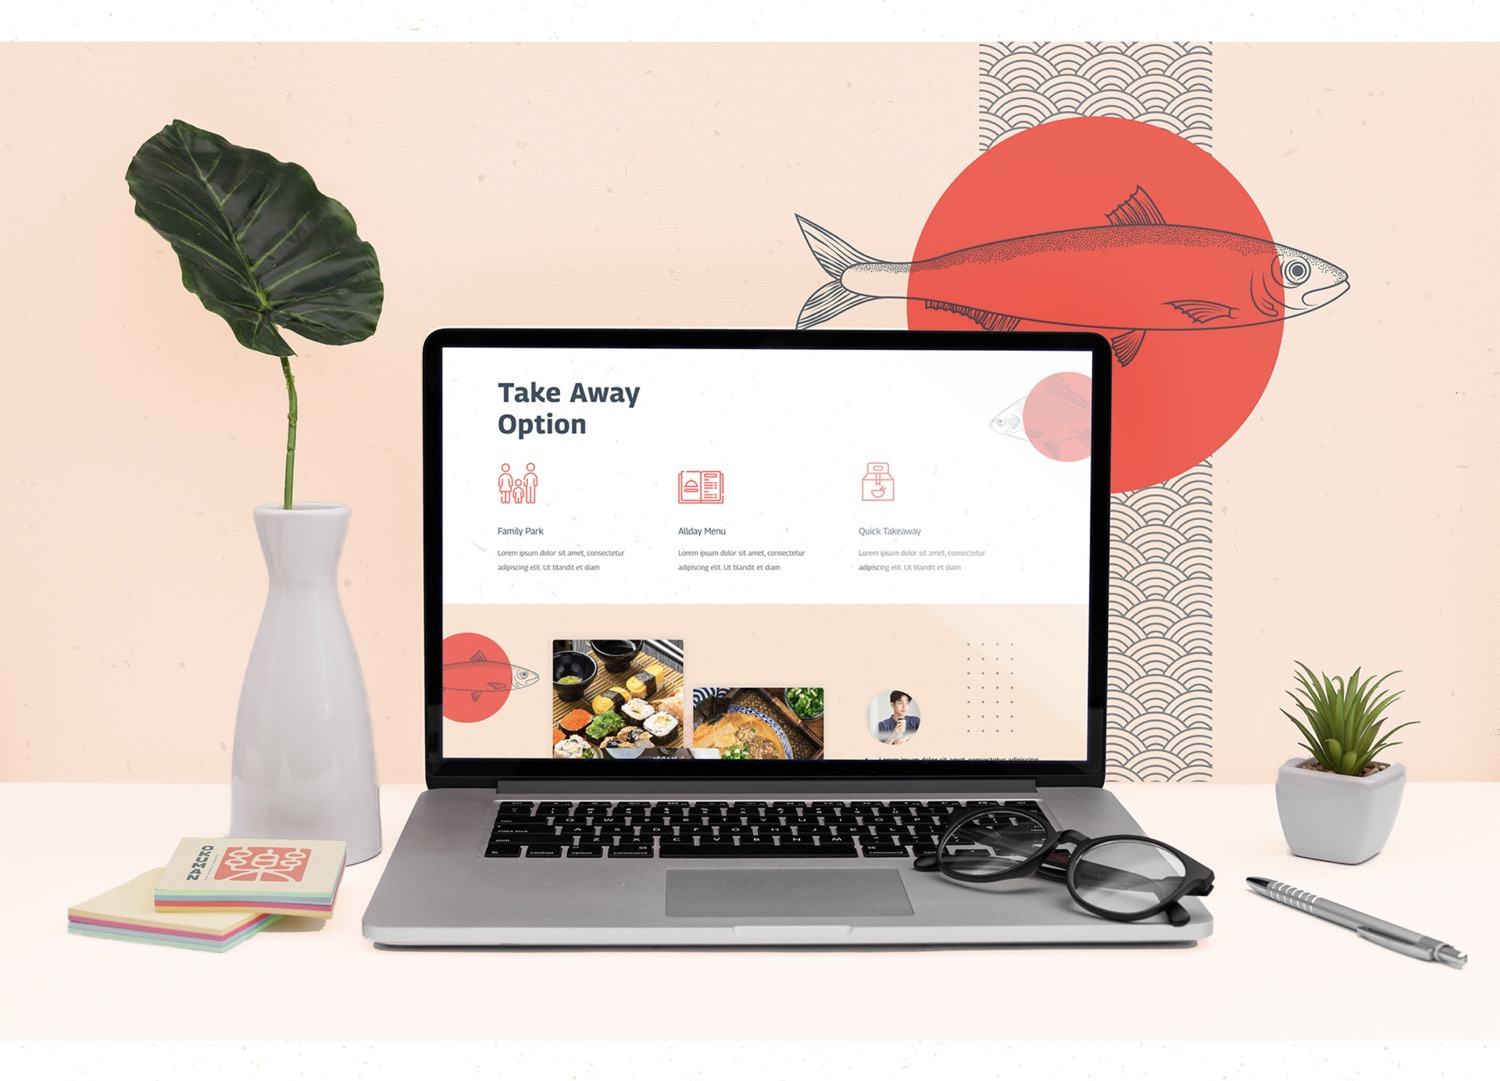 Take Away
Option
Family Park
Lorem ipsum dolor sit amet, consectetur
adipiscing elit. Ut blandit et diam
Allday Menu
Lorem ipsum dolor sit amet, consectetur
adipiscing elit. Ut blandit et diam
Quick Takeaway
Lorem ipsum dolor sit amet, consectetur
adipiscing elit. Ut blandit et diam
Lorem ipsum dolor sit amet, consectetur adipiscing
OKUMAN